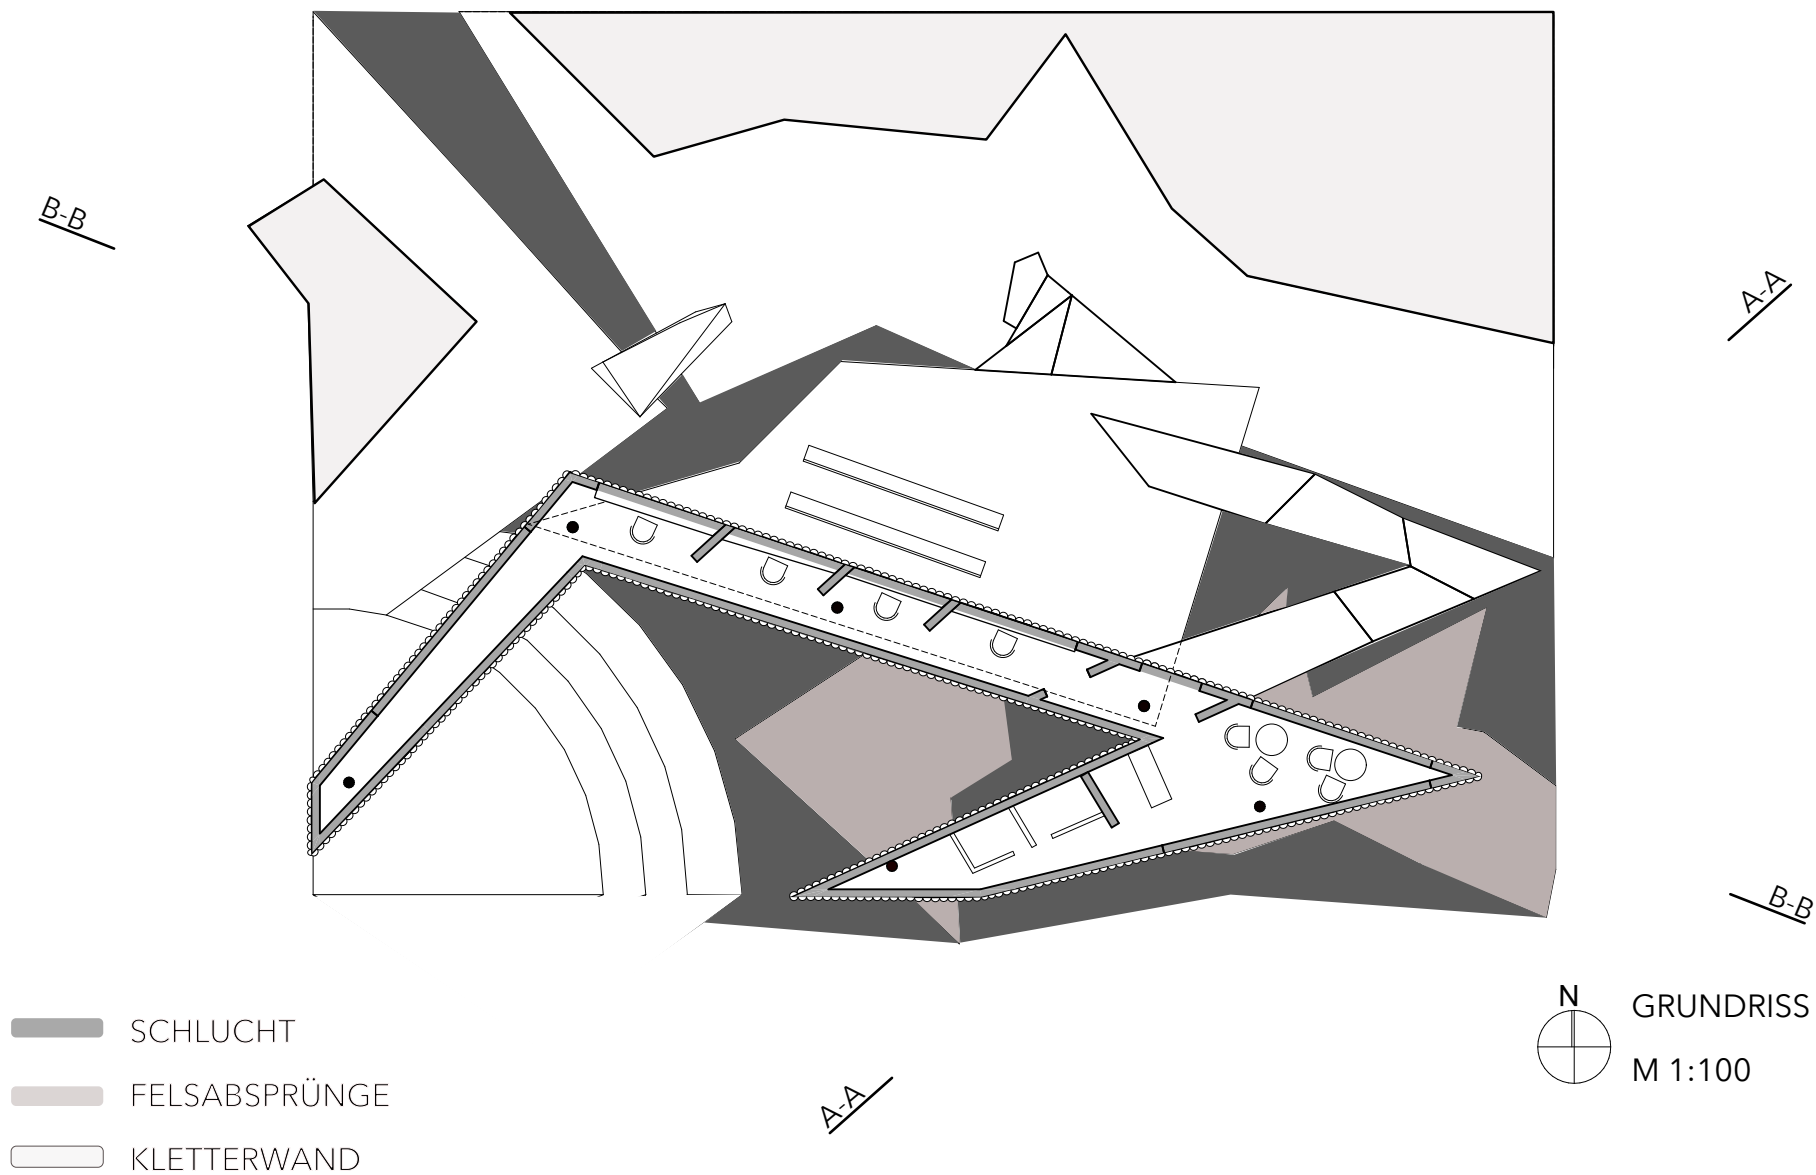 B-B
A-A
B-B
N
GRUNDRISS
M 1:100
SCHLUCHT
FELSABSPRÜNGE
KLETTERWAND
A-A